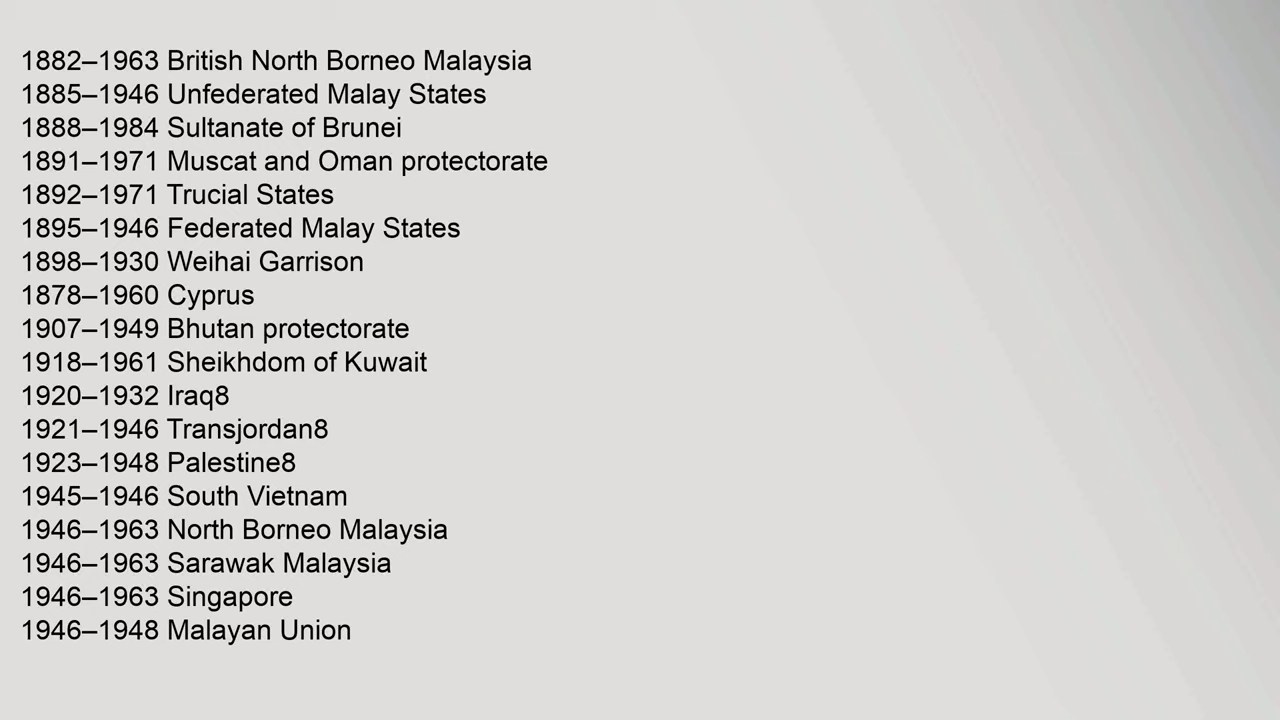 1882–1963 British North Borneo Malaysia
1885–1946 Unfederated Malay States
1888–1984 Sultanate of Brunei
1891–1971 Muscat and Oman protectorate
1892–1971 Trucial States
1895–1946 Federated Malay States
1898–1930 Weihai Garrison
1878–1960 Cyprus
1907–1949 Bhutan protectorate
1918–1961 Sheikhdom of Kuwait
1920–1932 Iraq8
1921–1946 Transjordan8
1923–1948 Palestine8
1945–1946 South Vietnam
1946–1963 North Borneo Malaysia
1946–1963 Sarawak Malaysia
1946–1963 Singapore
1946–1948 Malayan Union